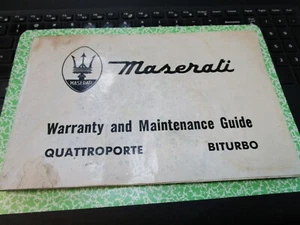 MASERATI
Maserati
Warranty and Maintenance Guide
QUATTROPORTE BITURBO